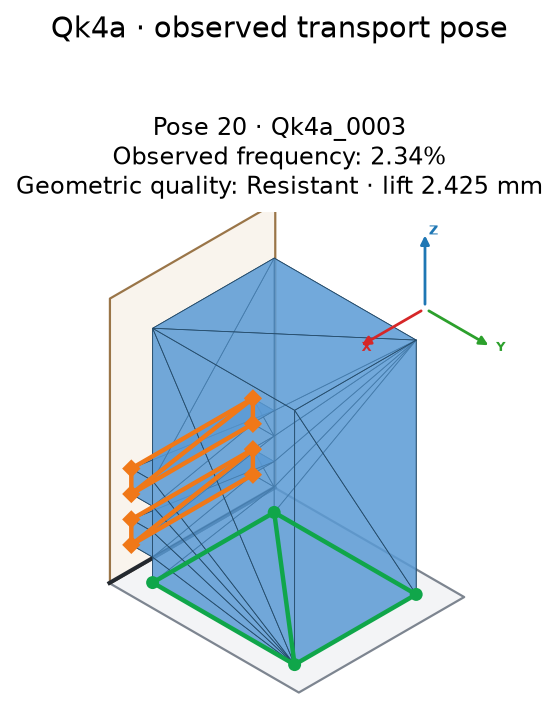 Qk4a · observed transport pose
Pose 20 · Qk4a_0003
Observed frequency: 2.34%
Geometric quality: Resistant · lift 2.425 mm
Z
X
Y